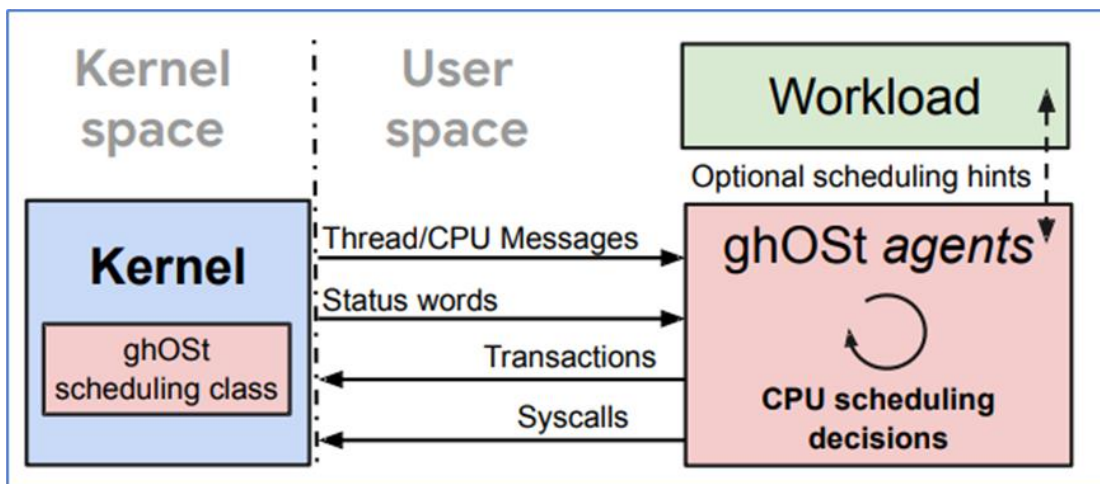 Kernel
space
User
space
Workload
Optional scheduling hints
Kernel
ghOSt
scheduling class
Thread/CPU Messages
Status words
Transactions
Syscalls
ghOSt agents
CPU scheduling
decisions